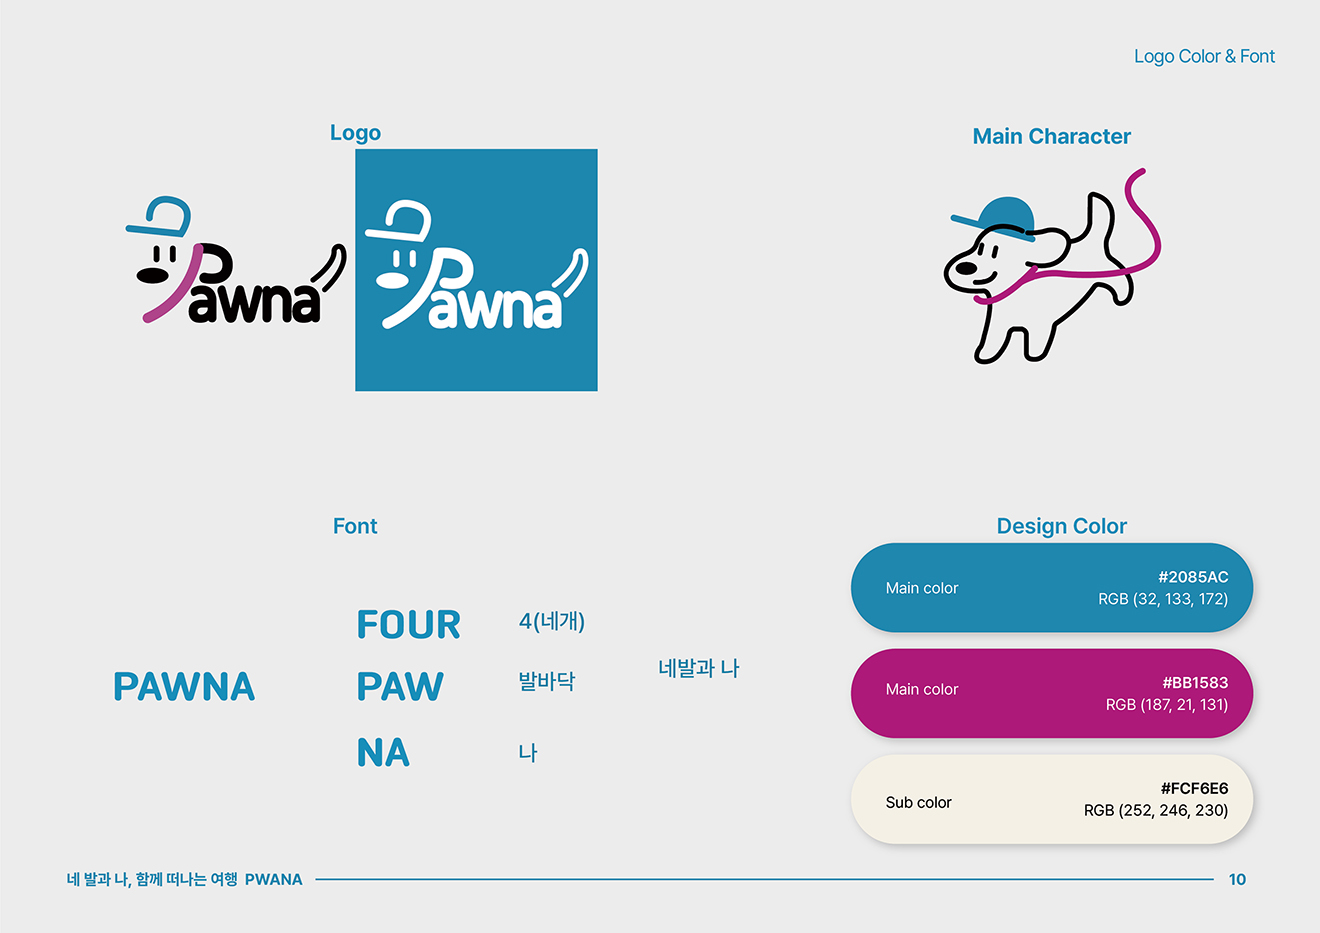 Logo Color & Font
Logo
Pawna
Pawna
Main Character
Font
PAWNA
FOUR 4(네개)
PAW 발바닥
NA 나
네발과 나
Design Color
Main color
#2085AC
RGB (32, 133, 172)
Main color
#BB1583
RGB (187, 21, 131)
Sub color
#FCF6E6
RGB (252, 246, 230)
네 발과 나, 함께 떠나는 여행 PWANA
10